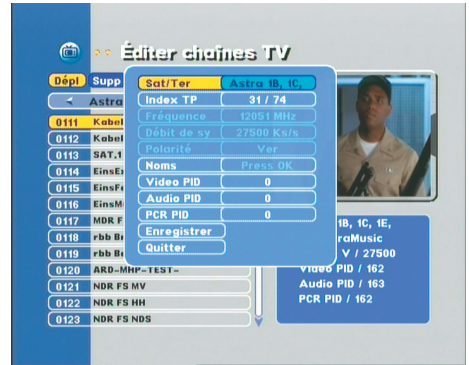 Éditer chaînes TV
Dépl Supp
Astra
Sat/Ter Astra 1B, 1C,
Index TP 31 / 74
Fréquence 12051 MHz
Débit de sy 27500 Ks/s
Polarité Ver
Noms Press OK
Video PID 0
Audio PID 0
PCR PID 0
Enregistrer
Quitter
0111 Kabel
0112 Kabel
0113 SAT.1
0114 EinsEx
0115 EinsFe
0116 EinsM
0117 MDR F
0118 rbb Br
0119 rbb Be
0120 ARD-MHP-TEST-
0121 NDR FS MV
0122 NDR FS HH
0123 NDR FS NDS
1B, 1C, 1E,
raMusic
V / 27500
Video PID / 162
Audio PID / 163
PCR PID / 162